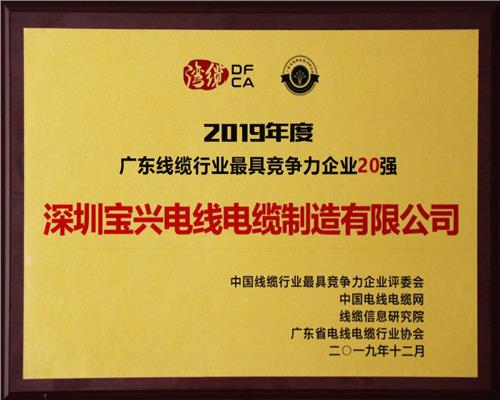 湾缆 DF
CA
2019年度
广东线缆行业最具竞争力企业20强
深圳宝兴电线电缆制造有限公司
中国线缆行业最具竞争力企业评委会
中国电线电缆网
线缆信息研究院
广东省电线电缆行业协会
二〇一九年十二月